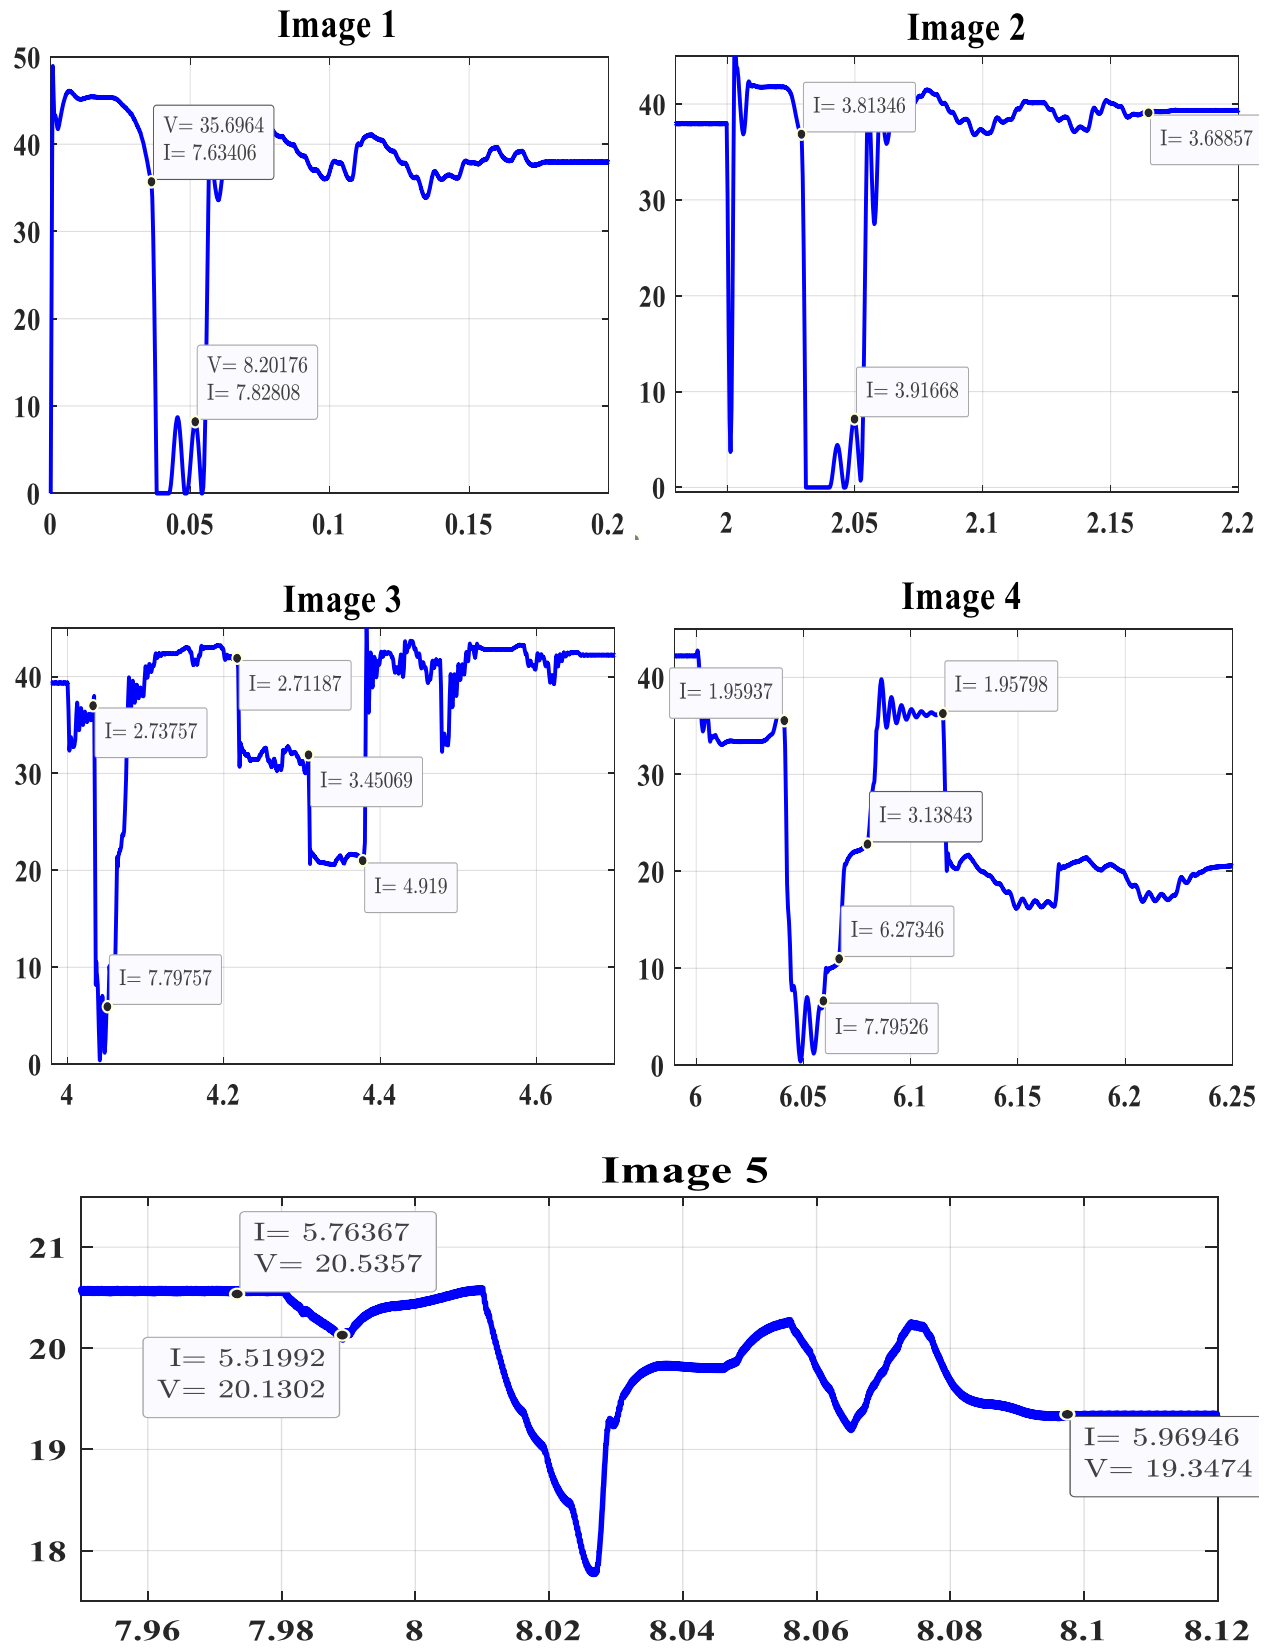 Image 1
50
40
30
20
10
0
V= 35.6964
I= 7.63406
V= 8.20176
I= 7.82808
0
0.05
0.1
0.15
0.2
Image 2
40
30
20
10
0
I= 3.81346
I= 3.68857
I= 3.91668
2
2.05
2.1
2.15
2.2
Image 3
40
30
20
10
0
I= 2.71187
I= 2.73757
I= 3.45069
I= 4.919
I= 7.79757
4
4.2
4.4
4.6
Image 4
40
30
20
10
0
I= 1.95937
I= 1.95798
I= 3.13843
I= 6.27346
I= 7.79526
6
6.05
6.1
6.15
6.2
6.25
Image 5
21
20
19
18
I= 5.76367
V= 20.5357
I= 5.51992
V= 20.1302
I= 5.96946
V= 19.3474
7.96
7.98
8
8.02
8.04
8.06
8.08
8.1
8.12